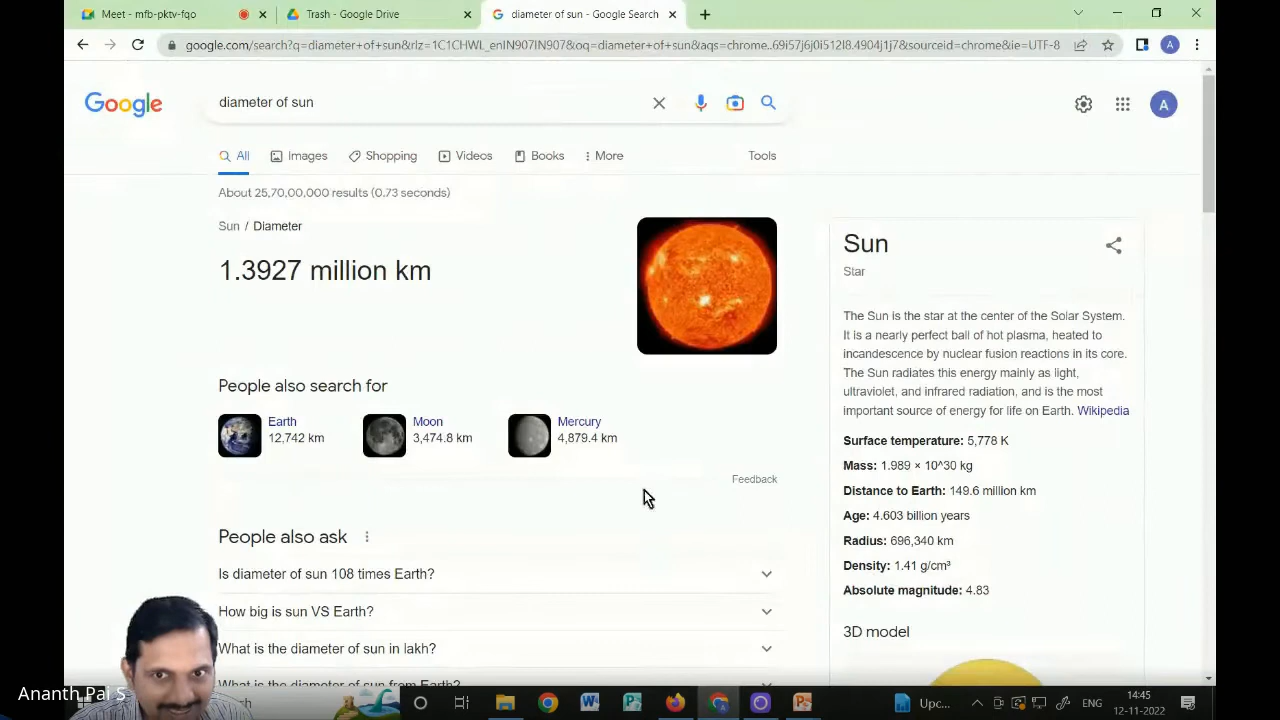 Meet - mfb-pktv-fqo
Trash - Google Drive
diameter of sun - Google Search
google.com/search?q=diameter+of+sun&rlz=1C1CHWL_enIN907IN907&oq=diameter+of+sun&aqs=chrome..69i57j6j0i512l8.4904j1j7&sourceid=chrome&ie=UTF-8
A
Google
diameter of sun
A
All
Images
Shopping
Videos
Books
More
Tools
About 25,70,00,000 results (0.73 seconds)
Sun / Diameter
1.3927 million km
People also search for
Earth
12,742 km
Moon
3,474.8 km
Mercury
4,879.4 km
Feedback
People also ask
Is diameter of sun 108 times Earth?
How big is sun VS Earth?
What is the diameter of sun in lakh?
What is the diameter of sun from Earth?
Sun
Star
The Sun is the star at the center of the Solar System.
It is a nearly perfect ball of hot plasma, heated to
incandescence by nuclear fusion reactions in its core.
The Sun radiates this energy mainly as light,
ultraviolet, and infrared radiation, and is the most
important source of energy for life on Earth. Wikipedia
Surface temperature: 5,778 K
Mass: 1.989 × 10^30 kg
Distance to Earth: 149.6 million km
Age: 4.603 billion years
Radius: 696,340 km
Density: 1.41 g/cm³
Absolute magnitude: 4.83
3D model
Ananth Pai S
Upc...
ENG
14:45
12-11-2022